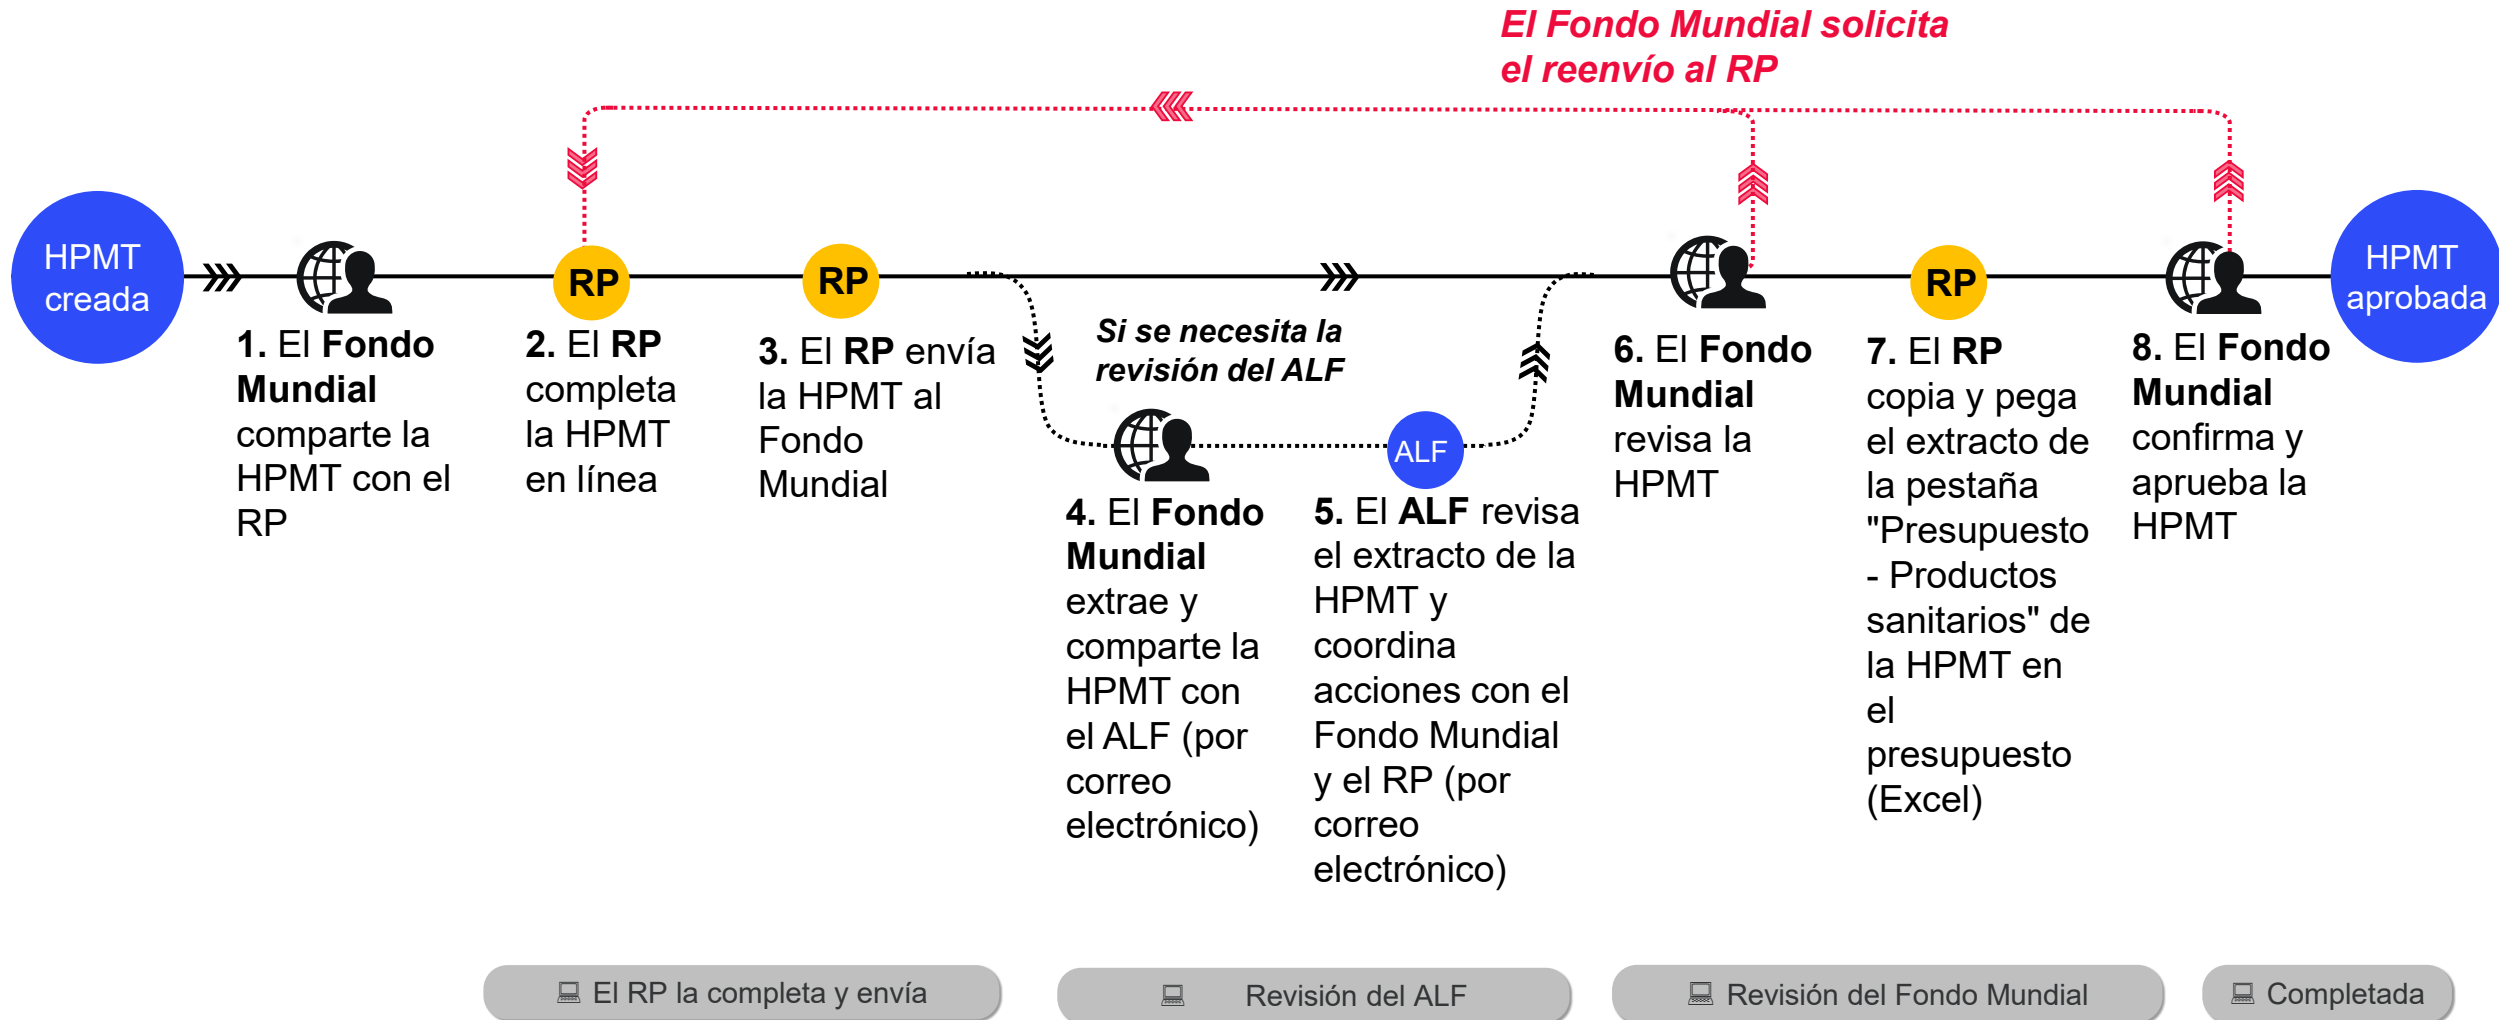 El Fondo Mundial solicita
el reenvío al RP
HPMT
creada
RP
RP
RP
HPMT
aprobada
1. El Fondo
Mundial
comparte la
HPMT con el
RP
2. El RP
completa
la HPMT
en línea
3. El RP envía
la HPMT al
Fondo
Mundial
Si se necesita la
revisión del ALF
ALF
4. El Fondo
Mundial
extrae y
comparte la
HPMT con
el ALF (por
correo
electrónico)
5. El ALF revisa
el extracto de la
HPMT y
coordina
acciones con el
Fondo Mundial
y el RP (por
correo
electrónico)
6. El Fondo
Mundial
revisa la
HPMT
7. El RP
copia y pega
el extracto de
la pestaña
"Presupuesto
- Productos
sanitarios" de
la HPMT en
el
presupuesto
(Excel)
8. El Fondo
Mundial
confirma y
aprueba la
HPMT
El RP la completa y envía
Revisión del ALF
Revisión del Fondo Mundial
Completada